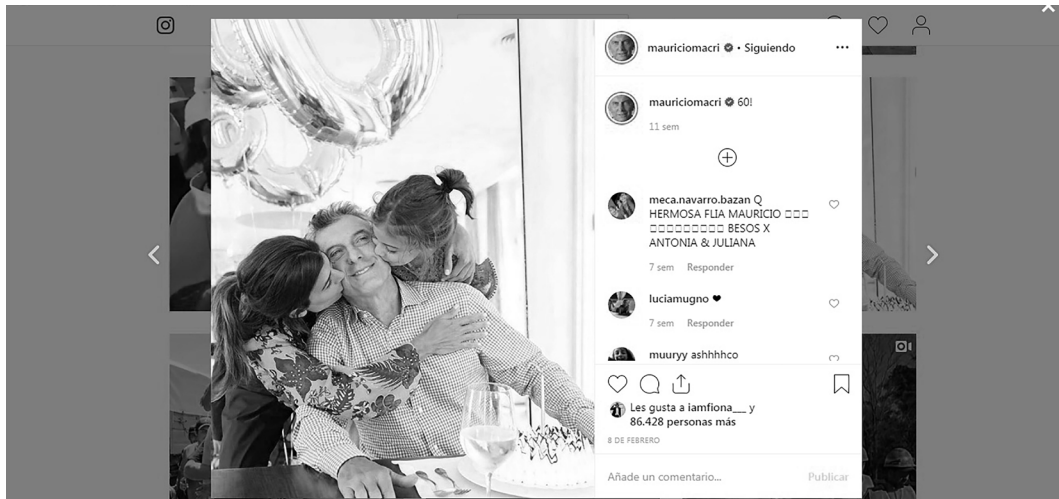 mauriciomacri • Siguiendo
mauriciomacri 60!
11 sem
meca.navarro.bazan Q
HERMOSA FLIA MAURICIO □□□
□□□□□□□□□ BESOS X
ANTONIA & JULIANA
7 sem Responder
luciamugno ❤
7 sem Responder
muuryy ashhhhco
Les gusta a iamfiona___ y
86.428 personas más
8 DE FEBRERO
Añade un comentario... Publicar